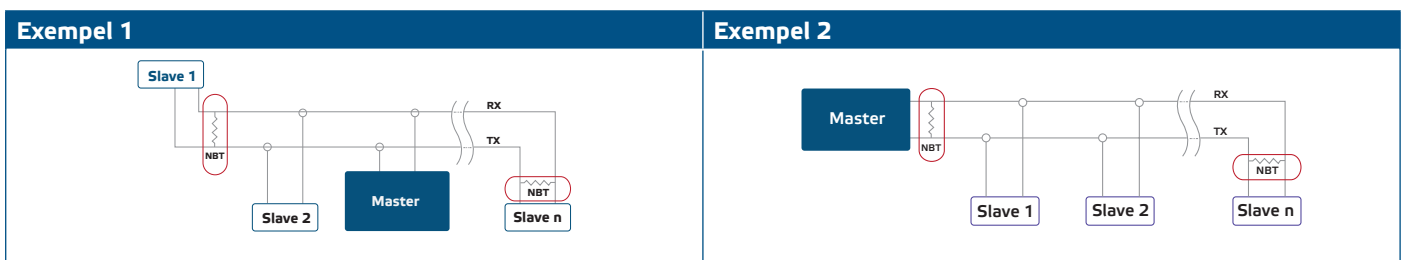 Exempel 1
Slave 1
RX
TX
NBT
NBT
Slave 2
Master
Slave n
Exempel 2
RX
Master
TX
NBT
NBT
Slave 1
Slave 2
Slave n